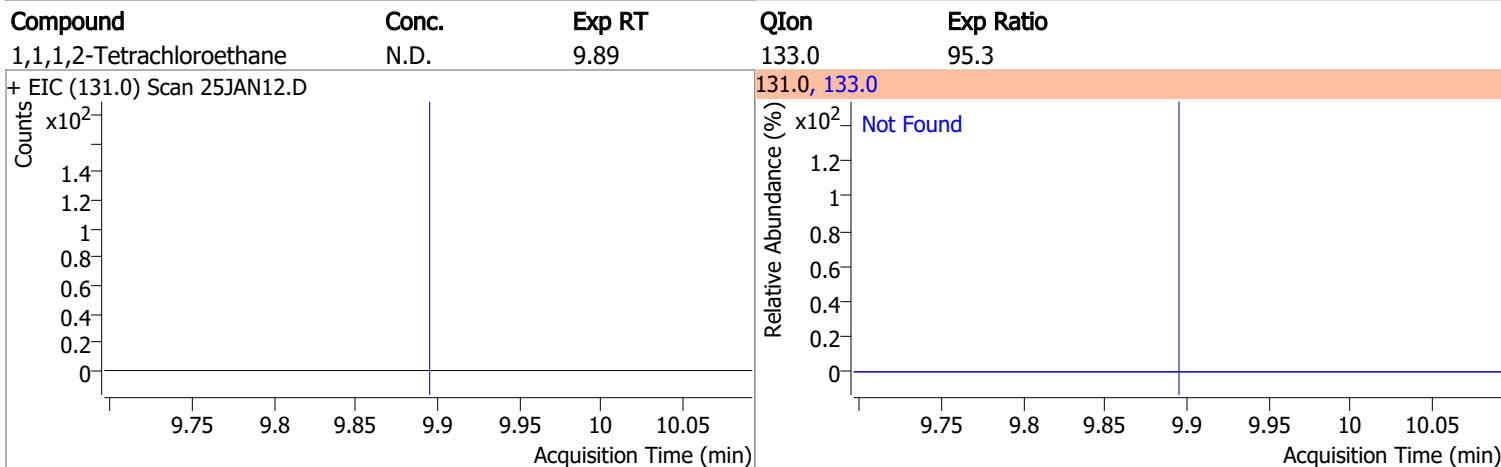 Compound Conc. Exp RT QIon Exp Ratio
1,1,1,2-Tetrachloroethane N.D. 9.89 133.0 95.3
+ EIC (131.0) Scan 25JAN12.D
Counts
x10²
1.4
1.2
1
0.8
0.6
0.4
0.2
0
9.75 9.8 9.85 9.9 9.95 10 10.05
Acquisition Time (min)
131.0, 133.0
Relative Abundance (%)
x10²
Not Found
1.2
1
0.8
0.6
0.4
0.2
0
9.75 9.8 9.85 9.9 9.95 10 10.05
Acquisition Time (min)